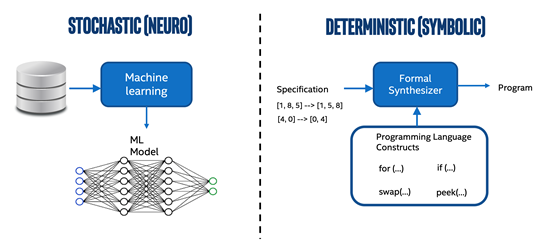 STOCHASTIC (NEURO)
Machine
learning
ML
Model
DETERMINISTIC (SYMBOLIC)
Specification
[1, 8, 5] --> [1, 5, 8]
[4, 0] --> [0, 4]
Formal
Synthesizer
Program
Programming Language
Constructs
for (...)
if (...)
swap(...)
peek(...)